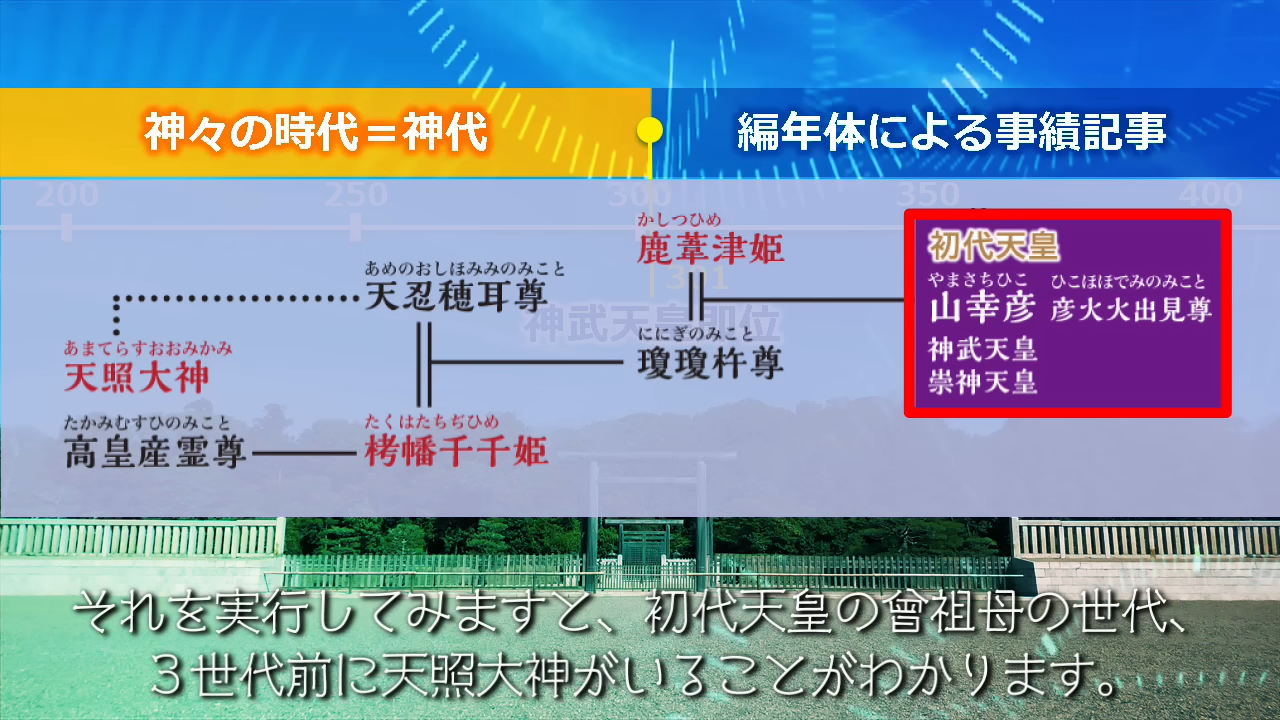 神々の時代＝神代
編年体による事績記事
200 250 300 350 400
かしつひめ
鹿葦津姫
初代天皇
やまさちひこ ひこほほでみのみこと
山幸彦 彦火火出見尊
神武天皇
崇神天皇
あめのおしほみみのみこと
天忍穂耳尊
301
神武天皇即位
ににぎのみこと
瓊瓊杵尊
あまてらすおおみかみ
天照大神
たかみむすひのみこと
高皇産霊尊
たくはたちぢひめ
栲幡千千姫
それを実行してみますと、初代天皇の曾祖母の世代、
３世代前に天照大神がいることがわかります。